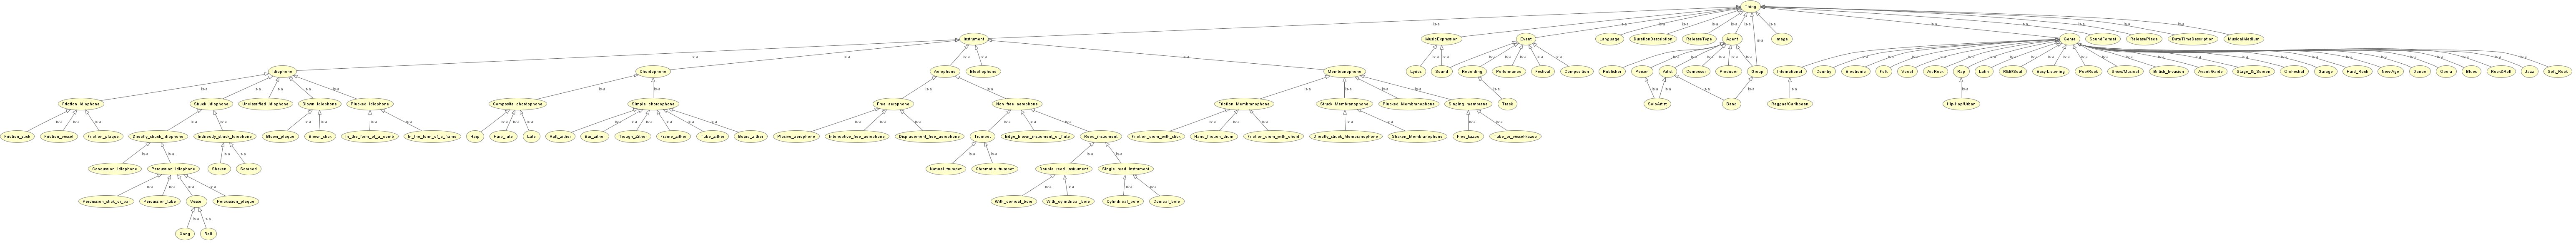 Thing
Instrument
MusicExpression
Event
Language
DurationDescription
ReleaseType
Agent
Image
Genre
SoundFormat
ReleasePlace
DateTimeDescription
MusicalMedium
Idiophone
Chordophone
Aerophone
Electrophone
Membranophone
Lyrics
Sound
Recording
Performance
Festival
Composition
Publisher
Person
Artist
Composer
Producer
Group
International
Country
Electronic
Folk
Vocal
Art-Rock
Rap
Latin
R&B/Soul
Easy-Listening
Pop/Rock
Show/Musical
British_Invasion
Avant-Garde
Stage_&_Screen
Orchestral
Garage
Hard_Rock
New-Age
Dance
Opera
Blues
Rock&Roll
Jazz
Soft_Rock
Friction_idiophone
Struck_idiophone
Unclassified_idiophone
Blown_idiophone
Plucked_idiophone
Composite_chordophone
Simple_chordophone
Free_aerophone
Non_free_aerophone
Friction_Membranophone
Struck_Membranophone
Plucked_Membranophone
Singing_membrane
Track
SoloArtist
Band
Reggae/Caribbean
Hip-Hop/Urban
Friction_stick
Friction_vessel
Friction_plaque
Directly_struck_idiophone
Indirectly_struck_idiophone
Blown_plaque
Blown_stick
In_the_form_of_a_comb
In_the_form_of_a_frame
Harp
Harp_lute
Lute
Raft_zither
Bar_zither
Trough_Zither
Frame_zither
Tube_zither
Board_zither
Plosive_aerophone
Interruptive_free_aerophone
Displacement_free_aerophone
Trumpet
Edge_blown_instrument_or_flute
Reed_instrument
Friction_drum_with_stick
Hand_friction_drum
Friction_drum_with_chord
Directly_struck_Membranophone
Shaken_Membranophone
Free_kazoo
Tube_or_vessel-kazoo
Concussion_idiophone
Percussion_idiophone
Shaken
Scraped
Natural_trumpet
Chromatic_trumpet
Double_reed_instrument
Single_reed_instrument
Percussion_stick_or_bar
Percussion_tube
Vessel
Percussion_plaque
With_conical_bore
With_cylindrical_bore
Cylindrical_bore
Conical_bore
Gong
Bell